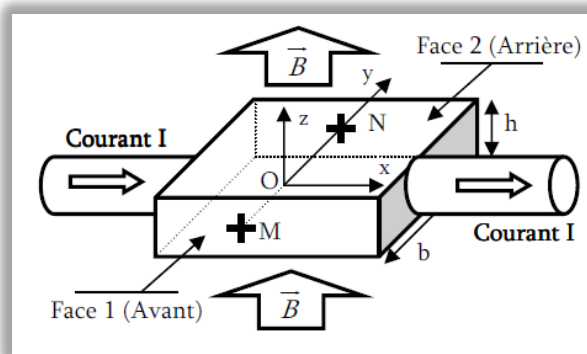 B
Face 2 (Arrière)
y
N
z
h
Courant I
x
O
M
b
Courant I
Face 1 (Avant)
B